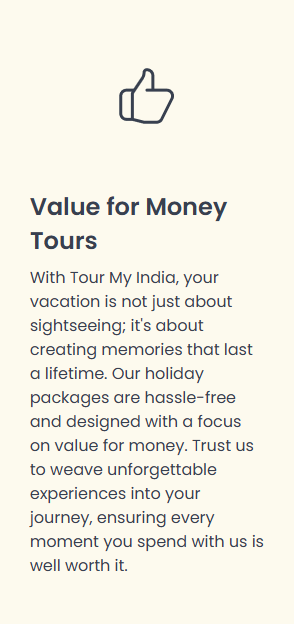 Value for Money
Tours
With Tour My India, your
vacation is not just about
sightseeing; it's about
creating memories that last
a lifetime. Our holiday
packages are hassle-free
and designed with a focus
on value for money. Trust us
to weave unforgettable
experiences into your
journey, ensuring every
moment you spend with us is
well worth it.